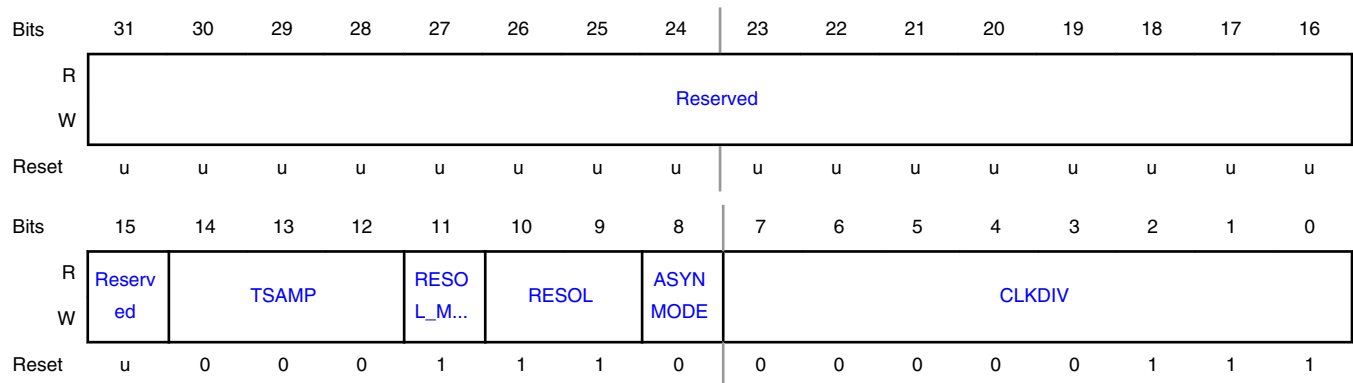 Bits 31 30 29 28 27 26 25 24 23 22 21 20 19 18 17 16
R
Reserved
W
Reset u u u u u u u u u u u u u u u u
Bits 15 14 13 12 11 10 9 8 7 6 5 4 3 2 1 0
R
Reserv
ed
TSAMP
RESO
L_M...
RESOL
ASYN
MODE
CLKDIV
W
Reset u 0 0 0 1 1 1 0 0 0 0 0 0 1 1 1